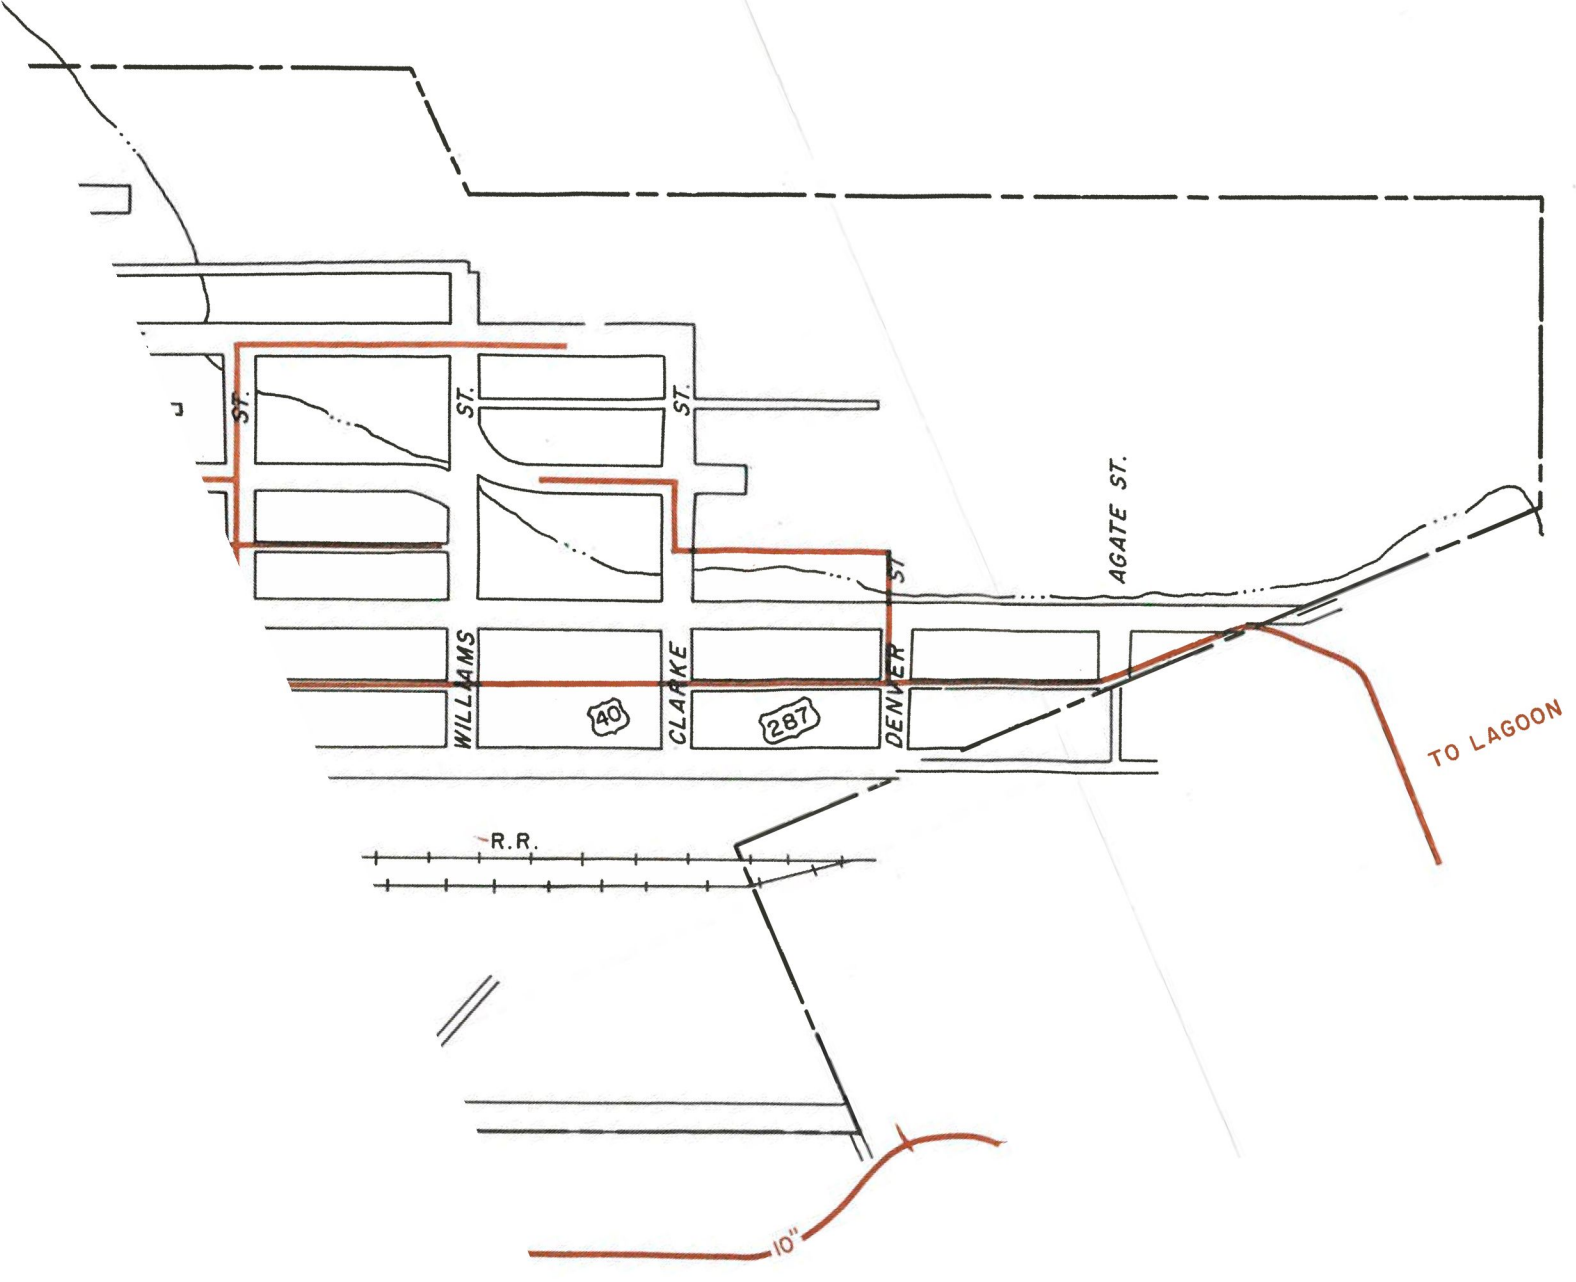 ST.
ST.
ST.
AGATE ST.
ST
WILLIAMS
CLARKE
DENVER
40
287
TO LAGOON
R.R.
10"